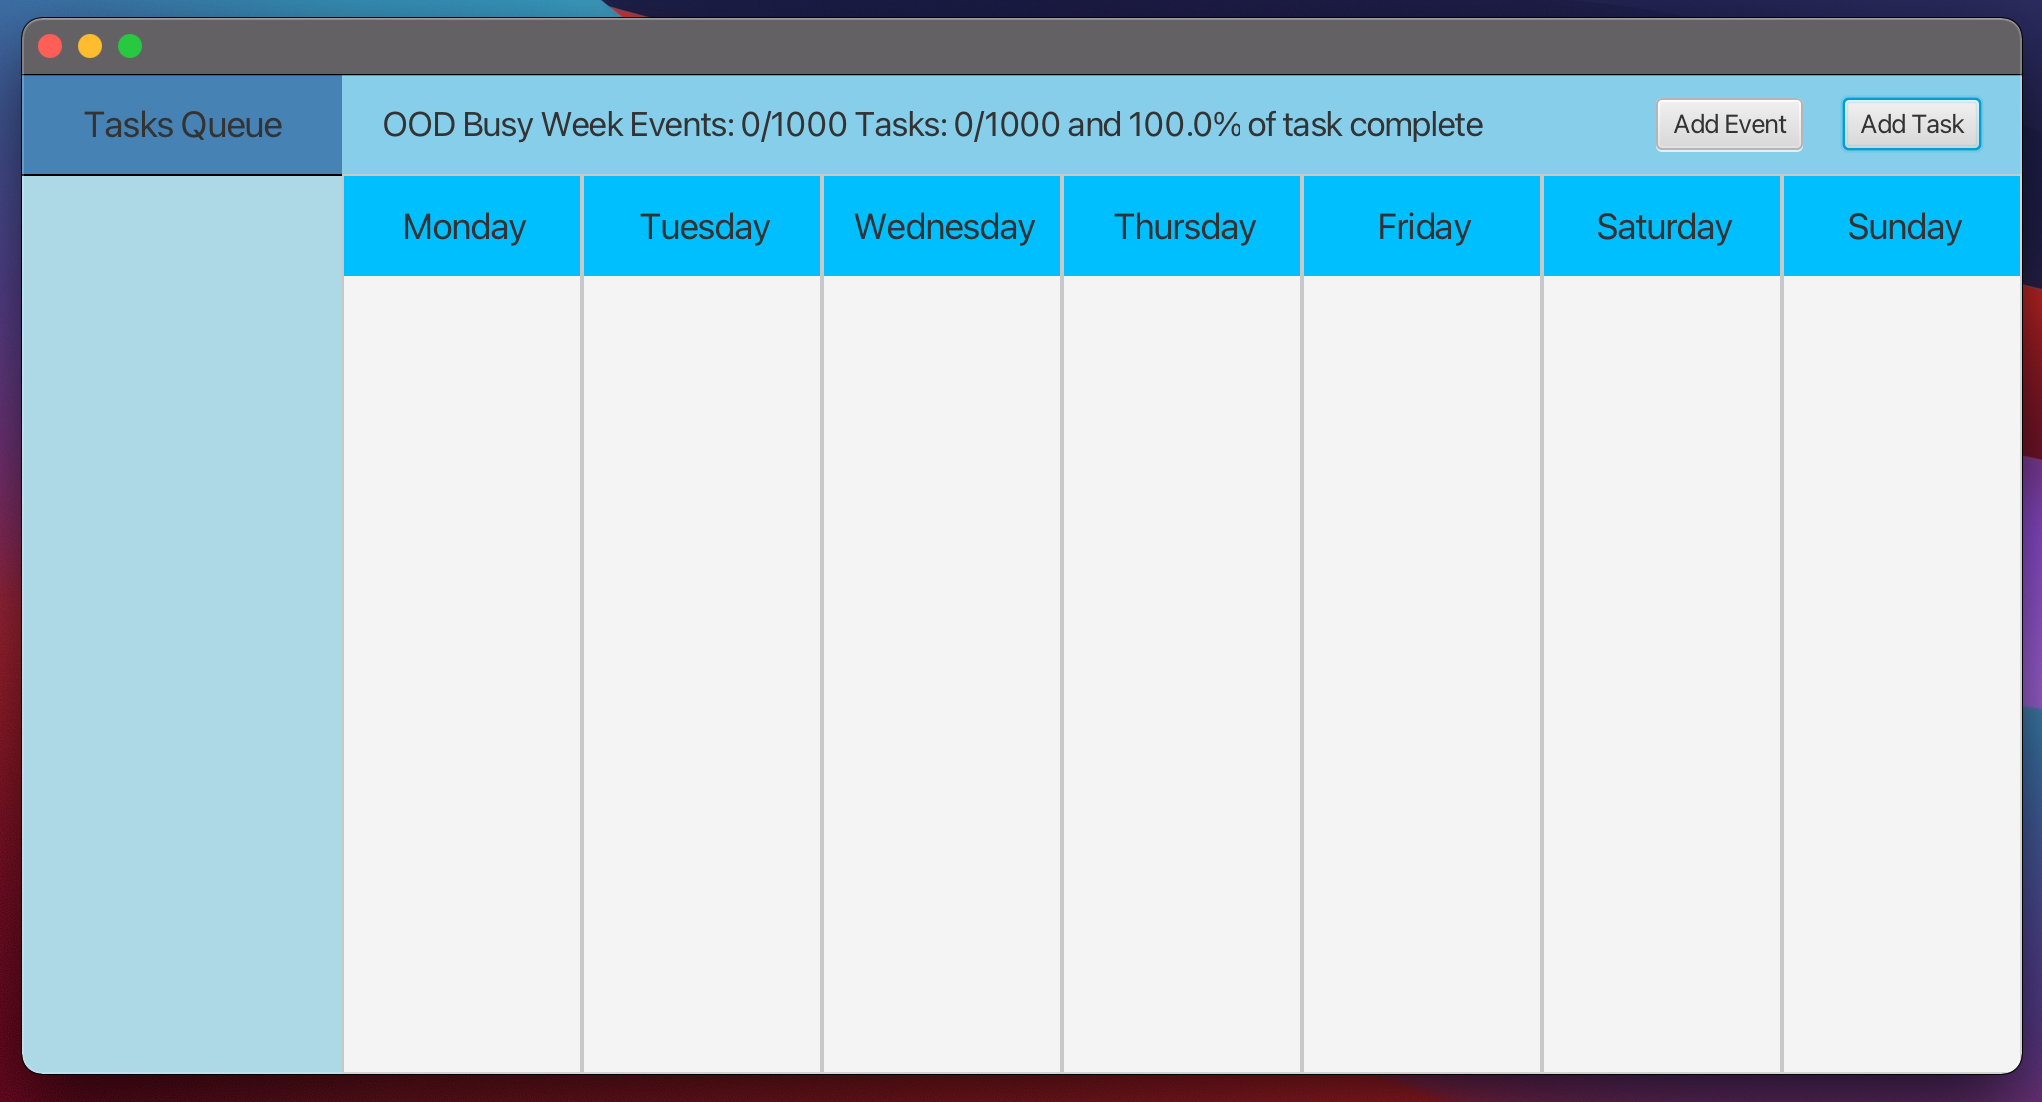 Tasks Queue
OOD Busy Week Events: 0/1000 Tasks: 0/1000 and 100.0% of task complete
Add Event
Add Task
Monday
Tuesday
Wednesday
Thursday
Friday
Saturday
Sunday